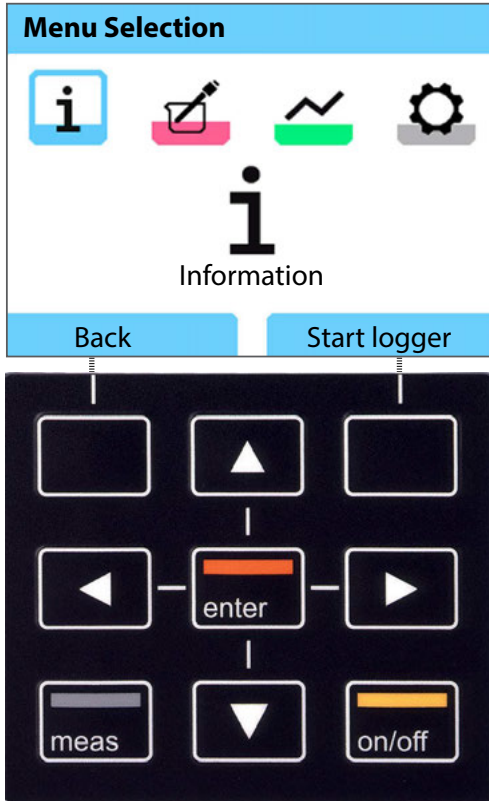 Menu Selection
Information
Back Start logger
enter
meas on/off